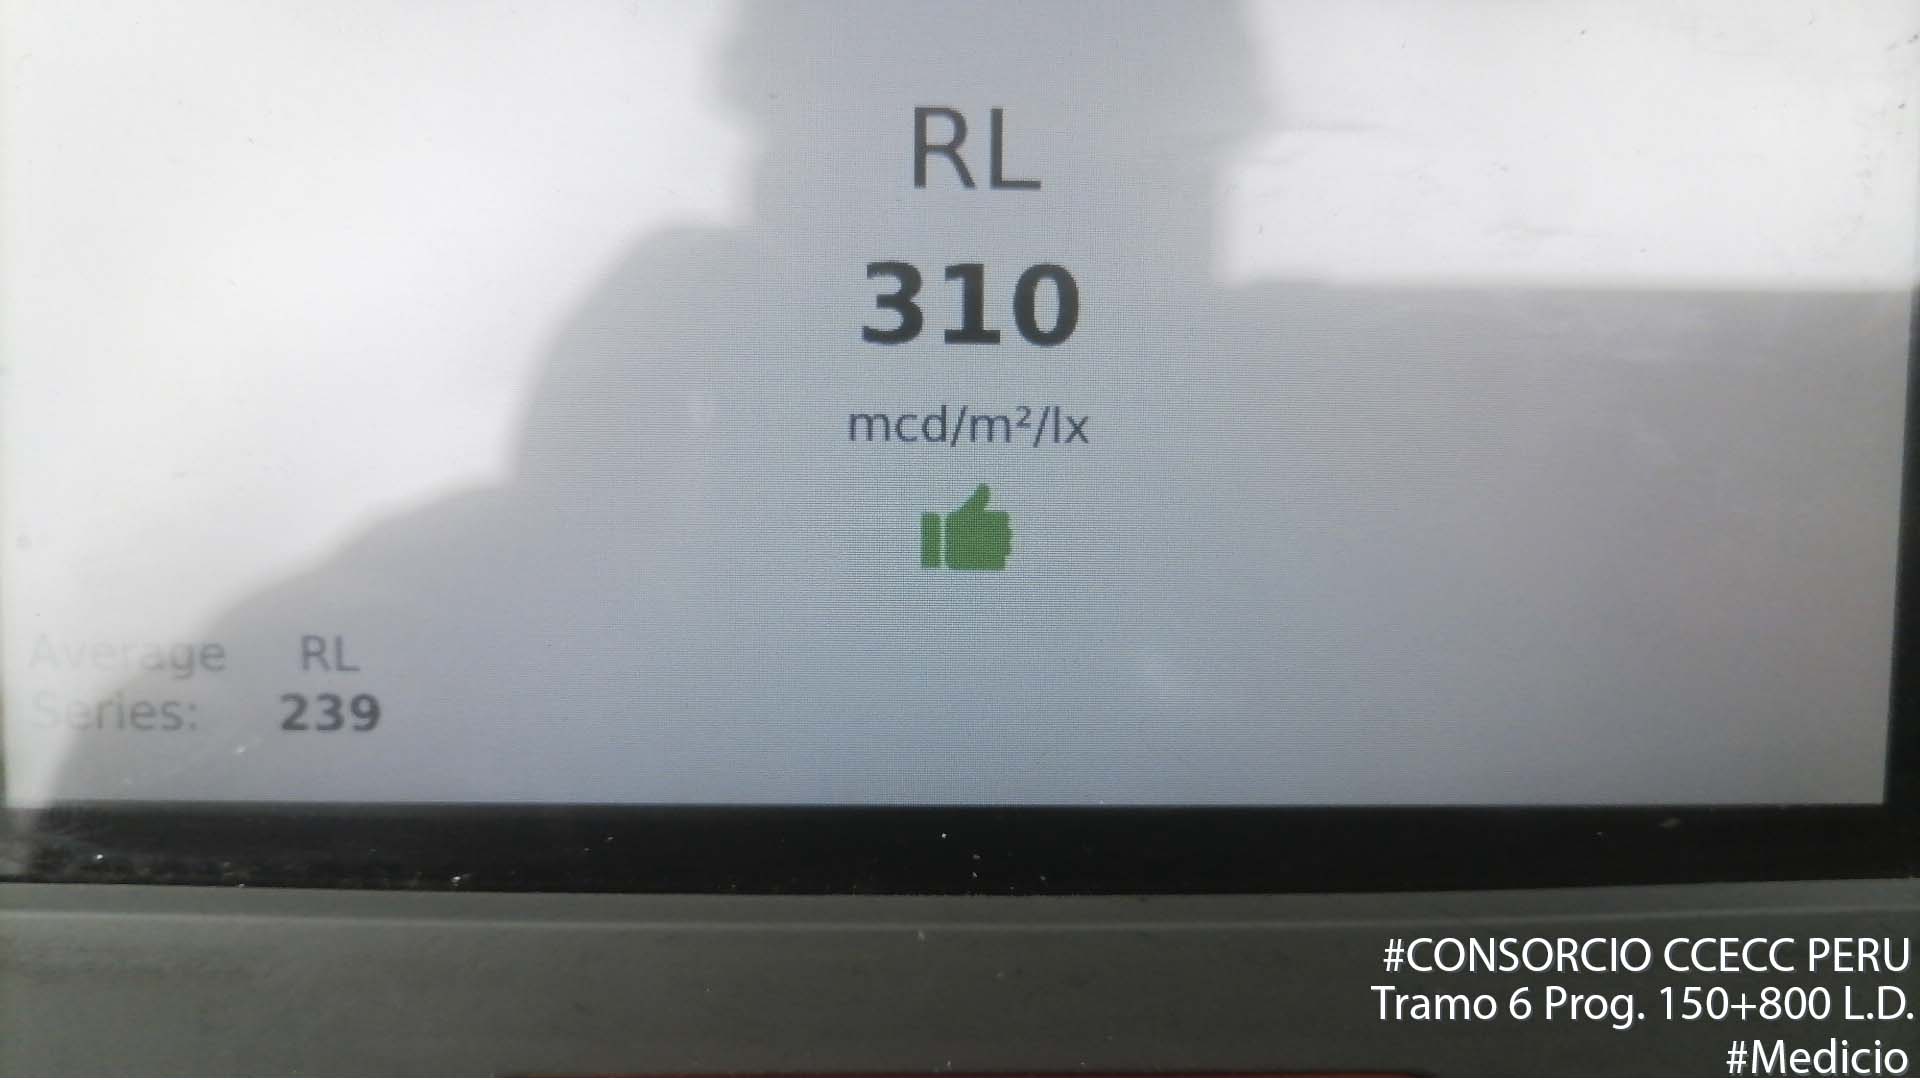 RL
310
mcd/m²/lx
Average RL
Series: 239
#CONSORCIO CCECC PERU
Tramo 6 Prog. 150+800 L.D.
#Medicio